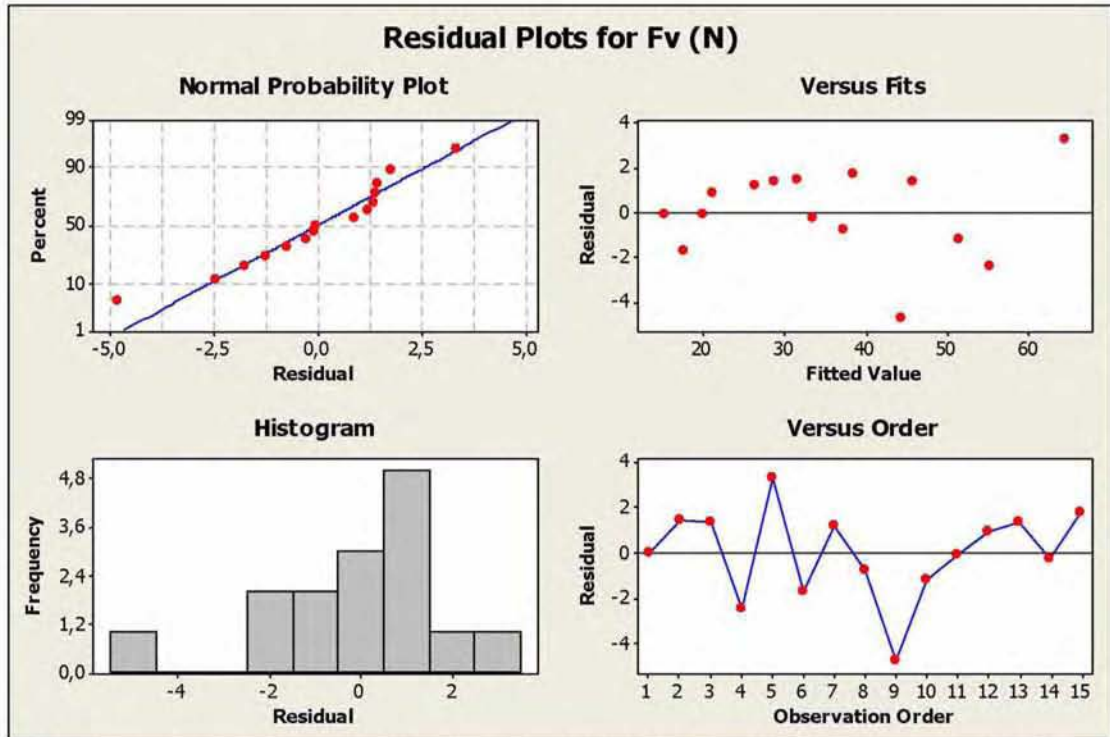 Residual Plots for Fv (N)
Normal Probability Plot
99
90
50
10
1
Percent
-5,0 -2,5 0,0 2,5 5,0
Residual
Versus Fits
4
2
0
-2
-4
Residual
20 30 40 50 60
Fitted Value
Histogram
4,8
3,6
2,4
1,2
0,0
Frequency
-4 -2 0 2
Residual
Versus Order
4
2
0
-2
-4
Residual
1 2 3 4 5 6 7 8 9 10 11 12 13 14 15
Observation Order